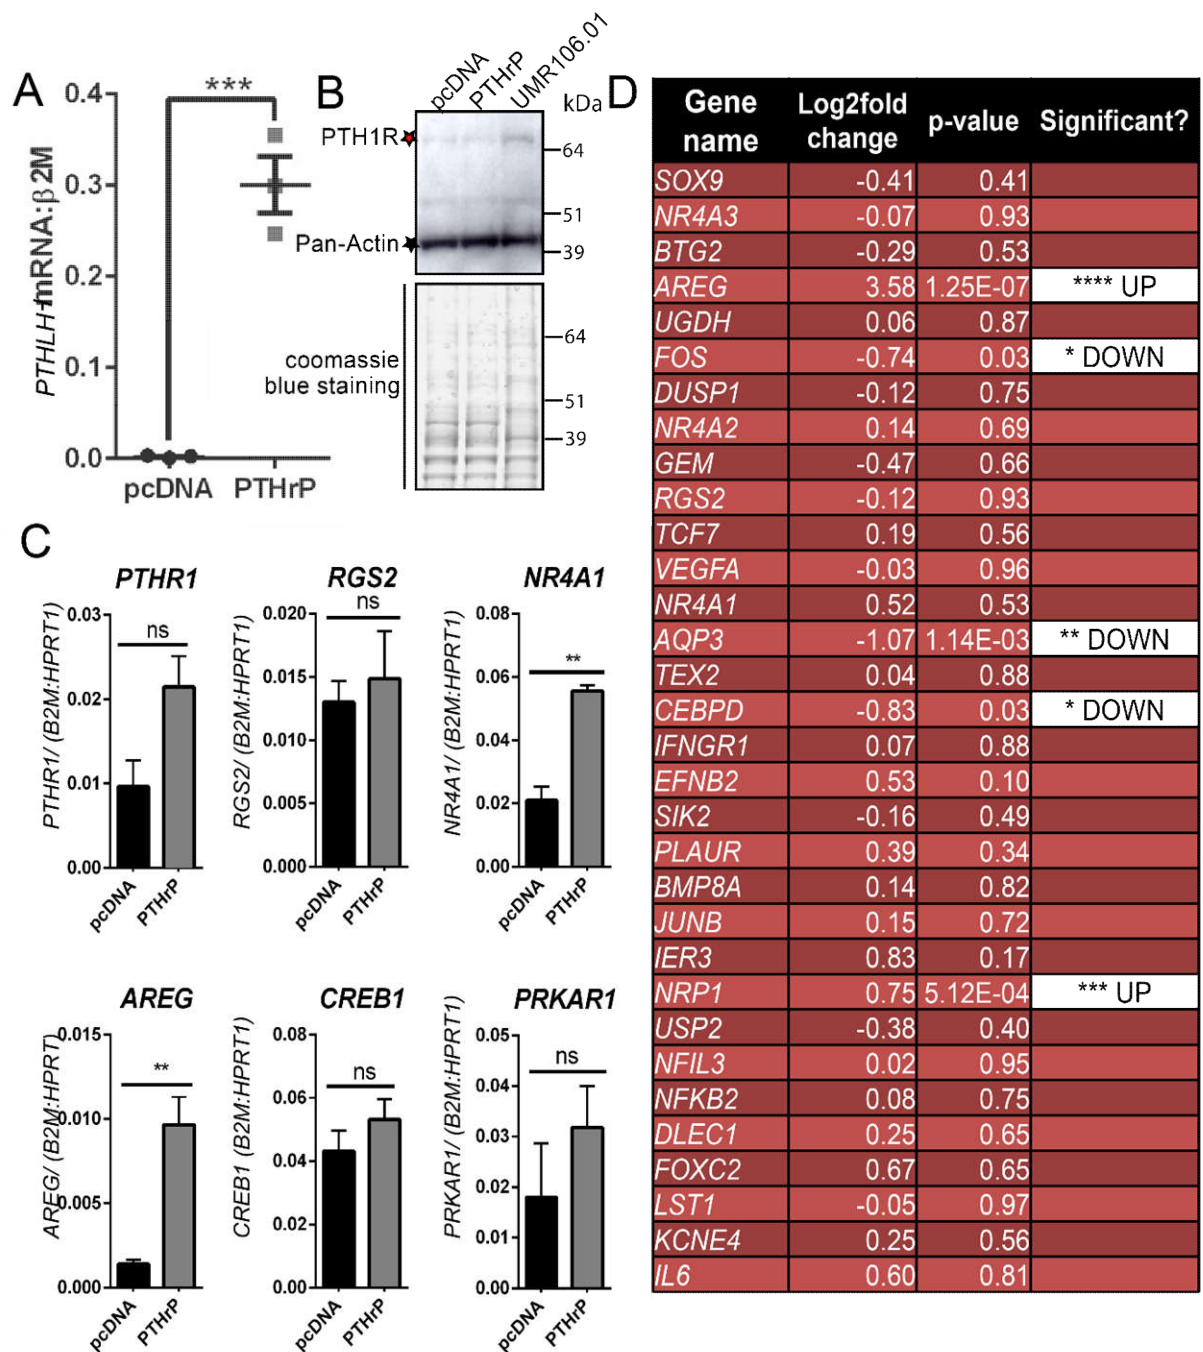 A
***
0.4
0.3
0.2
0.1
0.0
PTHLH mRNA:β2M
pcDNA PTHrP
B
pcDNA PTHrP UMR106.01
kDa
PTH1R
64
51
Pan-Actin
39
coomassie
blue staining
64
51
39
C
PTHR1
ns
0.03
0.02
0.01
0.00
PTHR1/ (B2M:HPRT1)
pcDNA PTHrP
RGS2
ns
0.020
0.015
0.010
0.005
0.000
RGS2/ (B2M:HPRT1)
pcDNA PTHrP
NR4A1
**
0.08
0.06
0.04
0.02
0.00
NR4A1/ (B2M:HPRT1)
pcDNA PTHrP
AREG
**
0.015
0.010
0.005
0.000
AREG/ (B2M:HPRT)
pcDNA PTHrP
CREB1
ns
0.08
0.06
0.04
0.02
0.00
CREB1 (B2M:HPRT1)
pcDNA PTHrP
PRKAR1
ns
0.05
0.04
0.03
0.02
0.01
0.00
PRKAR1/ (B2M:HPRT1)
pcDNA PTHrP
D
Gene name Log2fold change p-value Significant?
SOX9 -0.41 0.41
NR4A3 -0.07 0.93
BTG2 -0.29 0.53
AREG 3.58 1.25E-07 **** UP
UGDH 0.06 0.87
FOS -0.74 0.03 * DOWN
DUSP1 -0.12 0.75
NR4A2 0.14 0.69
GEM -0.47 0.66
RGS2 -0.12 0.93
TCF7 0.19 0.56
VEGFA -0.03 0.96
NR4A1 0.52 0.53
AQP3 -1.07 1.14E-03 ** DOWN
TEX2 0.04 0.88
CEBPD -0.83 0.03 * DOWN
IFNGR1 0.07 0.88
EFNB2 0.53 0.10
SIK2 -0.16 0.49
PLAUR 0.39 0.34
BMP8A 0.14 0.82
JUNB 0.15 0.72
IER3 0.83 0.17
NRP1 0.75 5.12E-04 *** UP
USP2 -0.38 0.40
NFIL3 0.02 0.95
NFKB2 0.08 0.75
DLEC1 0.25 0.65
FOXC2 0.67 0.65
LST1 -0.05 0.97
KCNE4 0.25 0.56
IL6 0.60 0.81